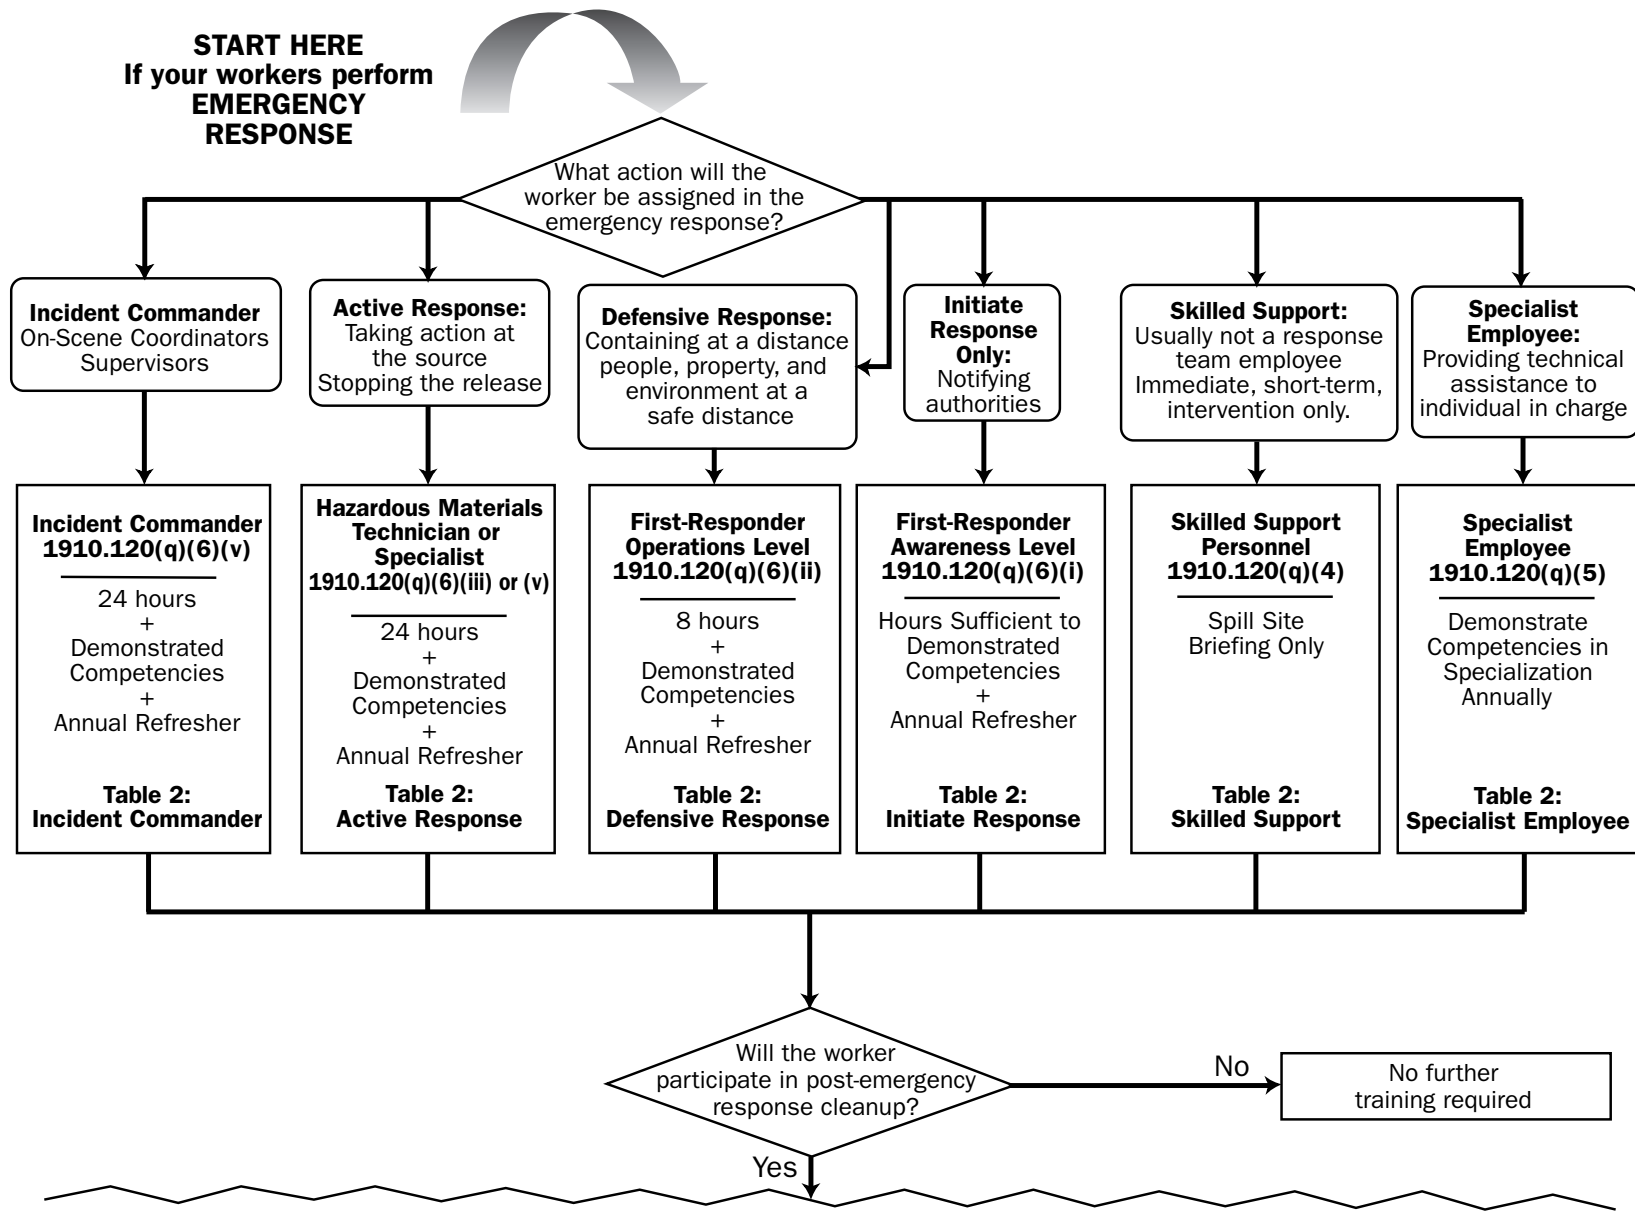 START HERE
If your workers perform
EMERGENCY
RESPONSE
What action will the
worker be assigned in the
emergency response?
Incident Commander
On-Scene Coordinators
Supervisors
Active Response:
Taking action at
the source
Stopping the release
Defensive Response:
Containing at a distance
people, property, and
environment at a
safe distance
Initiate
Response
Only:
Notifying
authorities
Skilled Support:
Usually not a response
team employee
Immediate, short-term,
intervention only.
Specialist
Employee:
Providing technical
assistance to
individual in charge
Incident Commander
1910.120(q)(6)(v)
24 hours
+
Demonstrated
Competencies
+
Annual Refresher
Table 2:
Incident Commander
Hazardous Materials
Technician or
Specialist
1910.120(q)(6)(iii) or (v)
24 hours
+
Demonstrated
Competencies
+
Annual Refresher
Table 2:
Active Response
First-Responder
Operations Level
1910.120(q)(6)(ii)
8 hours
+
Demonstrated
Competencies
+
Annual Refresher
Table 2:
Defensive Response
First-Responder
Awareness Level
1910.120(q)(6)(i)
Hours Sufficient to
Demonstrated
Competencies
+
Annual Refresher
Table 2:
Initiate Response
Skilled Support
Personnel
1910.120(q)(4)
Spill Site
Briefing Only
Table 2:
Skilled Support
Specialist
Employee
1910.120(q)(5)
Demonstrate
Competencies in
Specialization
Annually
Table 2:
Specialist Employee
Will the worker
participate in post-emergency
response cleanup?
No
No further
training required
Yes